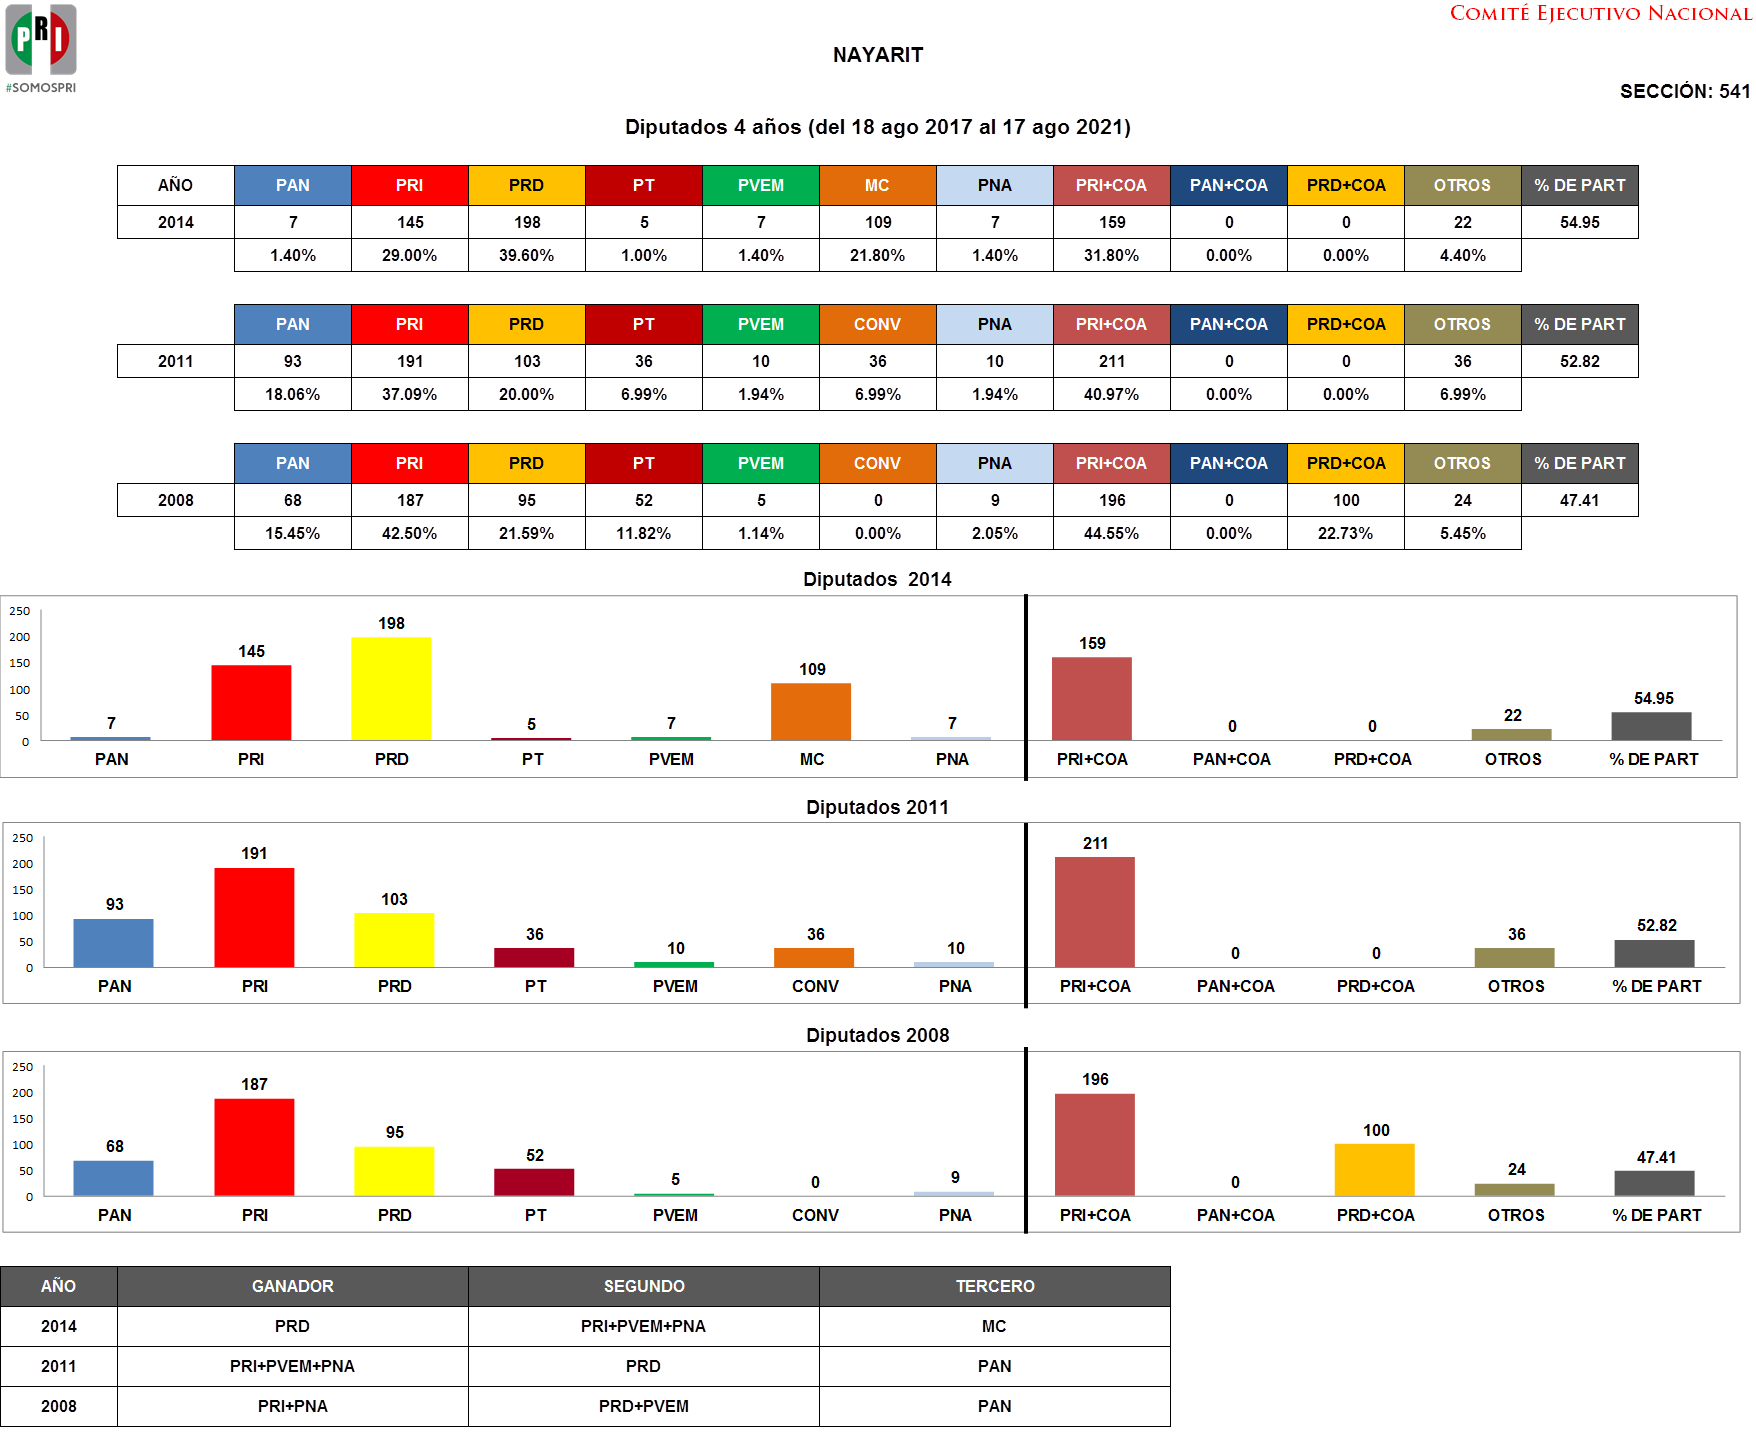 PRI
#SOMOSPRI
COMITÉ EJECUTIVO NACIONAL
NAYARIT
SECCIÓN: 541
Diputados 4 años (del 18 ago 2017 al 17 ago 2021)
AÑO PAN PRI PRD PT PVEM MC PNA PRI+COA PAN+COA PRD+COA OTROS % DE PART
2014 7 145 198 5 7 109 7 159 0 0 22 54.95
1.40% 29.00% 39.60% 1.00% 1.40% 21.80% 1.40% 31.80% 0.00% 0.00% 4.40%
PAN PRI PRD PT PVEM CONV PNA PRI+COA PAN+COA PRD+COA OTROS % DE PART
2011 93 191 103 36 10 36 10 211 0 0 36 52.82
18.06% 37.09% 20.00% 6.99% 1.94% 6.99% 1.94% 40.97% 0.00% 0.00% 6.99%
PAN PRI PRD PT PVEM CONV PNA PRI+COA PAN+COA PRD+COA OTROS % DE PART
2008 68 187 95 52 5 0 9 196 0 100 24 47.41
15.45% 42.50% 21.59% 11.82% 1.14% 0.00% 2.05% 44.55% 0.00% 22.73% 5.45%
Diputados 2014
250
200
150
100
50
0
7 145 198 5 7 109 7 159 0 0 22 54.95
PAN PRI PRD PT PVEM MC PNA PRI+COA PAN+COA PRD+COA OTROS % DE PART
Diputados 2011
250
200
150
100
50
0
93 191 103 36 10 36 10 211 0 0 36 52.82
PAN PRI PRD PT PVEM CONV PNA PRI+COA PAN+COA PRD+COA OTROS % DE PART
Diputados 2008
250
200
150
100
50
0
68 187 95 52 5 0 9 196 0 100 24 47.41
PAN PRI PRD PT PVEM CONV PNA PRI+COA PAN+COA PRD+COA OTROS % DE PART
AÑO GANADOR SEGUNDO TERCERO
2014 PRD PRI+PVEM+PNA MC
2011 PRI+PVEM+PNA PRD PAN
2008 PRI+PNA PRD+PVEM PAN